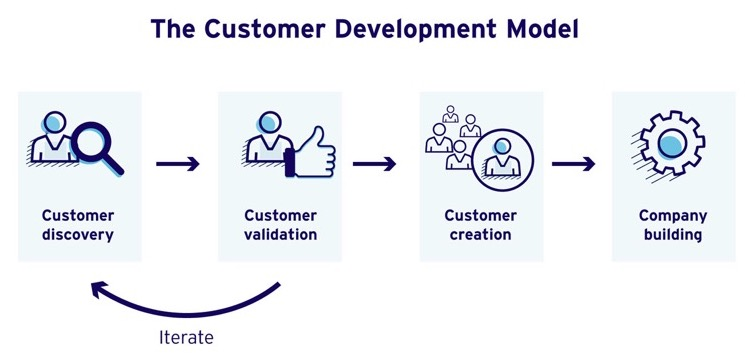 The Customer Development Model
Customer
discovery
Customer
validation
Customer
creation
Company
building
Iterate